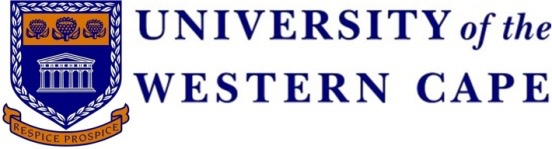 UNIVERSITY of the
WESTERN CAPE
RESPICE PROSPICE